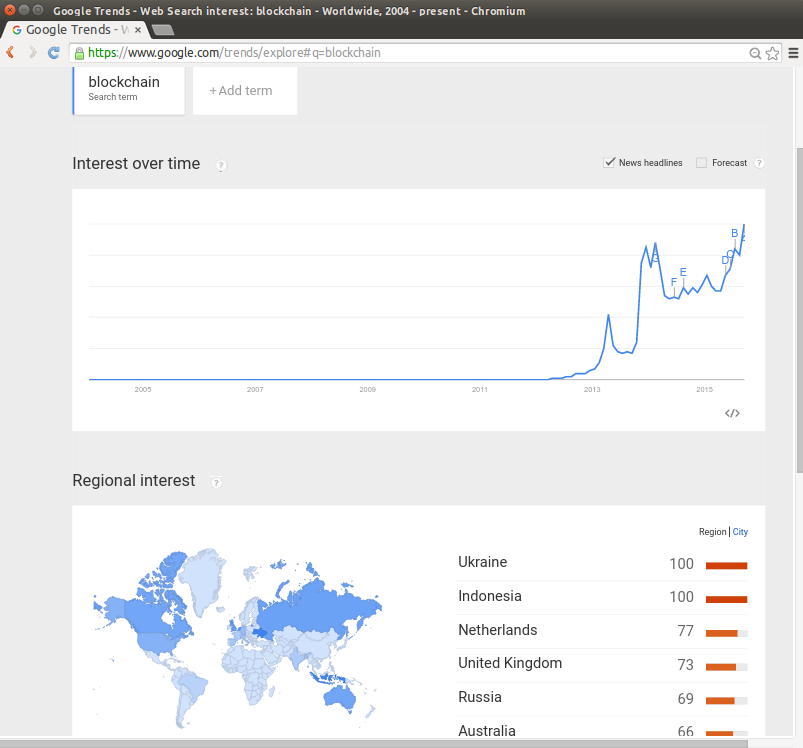 Google Trends - Web Search interest: blockchain - Worldwide, 2004 - present - Chromium
Google Trends - W
https://www.google.com/trends/explore#q=blockchain
blockchain
Search term
+Add term
Interest over time
?
News headlines
Forecast
?
B
D
E
F
2005
2007
2009
2011
2013
2015
</>
Regional interest
?
Region | City
Ukraine 100
Indonesia 100
Netherlands 77
United Kingdom 73
Russia 69
Australia 66